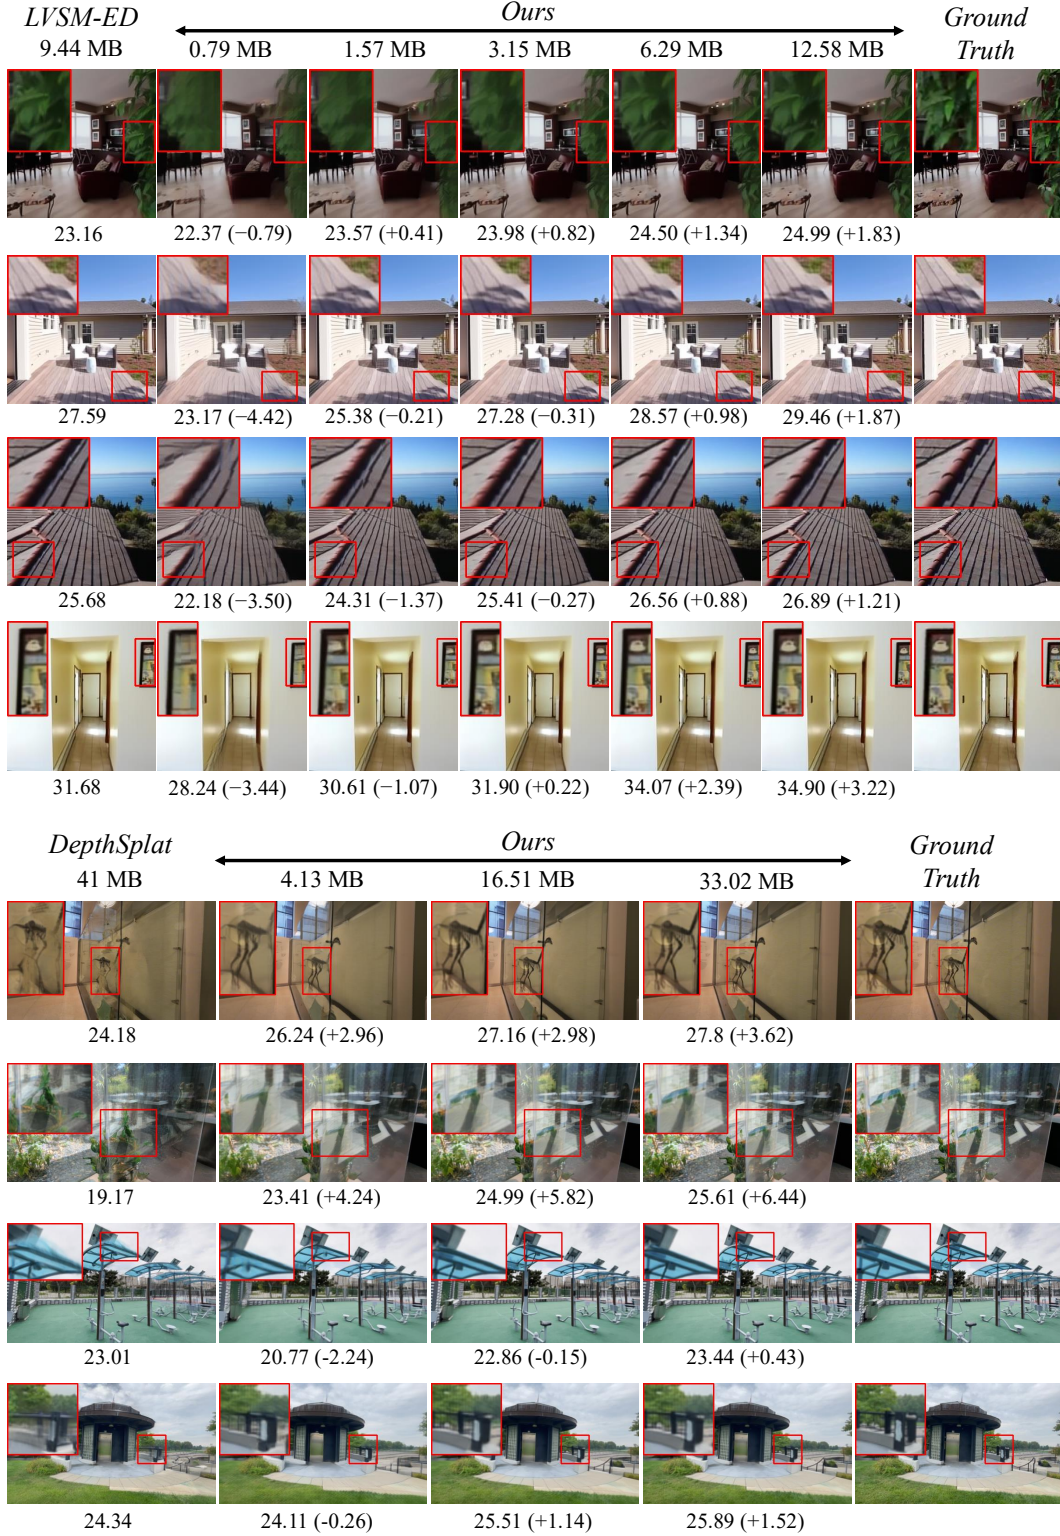 LVSM-ED Ours Ground Truth
9.44 MB 0.79 MB 1.57 MB 3.15 MB 6.29 MB 12.58 MB
23.16 22.37 (−0.79) 23.57 (+0.41) 23.98 (+0.82) 24.50 (+1.34) 24.99 (+1.83)
27.59 23.17 (−4.42) 25.38 (−0.21) 27.28 (−0.31) 28.57 (+0.98) 29.46 (+1.87)
25.68 22.18 (−3.50) 24.31 (−1.37) 25.41 (−0.27) 26.56 (+0.88) 26.89 (+1.21)
31.68 28.24 (−3.44) 30.61 (−1.07) 31.90 (+0.22) 34.07 (+2.39) 34.90 (+3.22)
DepthSplat Ours Ground Truth
41 MB 4.13 MB 16.51 MB 33.02 MB
24.18 26.24 (+2.96) 27.16 (+2.98) 27.8 (+3.62)
19.17 23.41 (+4.24) 24.99 (+5.82) 25.61 (+6.44)
23.01 20.77 (-2.24) 22.86 (-0.15) 23.44 (+0.43)
24.34 24.11 (-0.26) 25.51 (+1.14) 25.89 (+1.52)